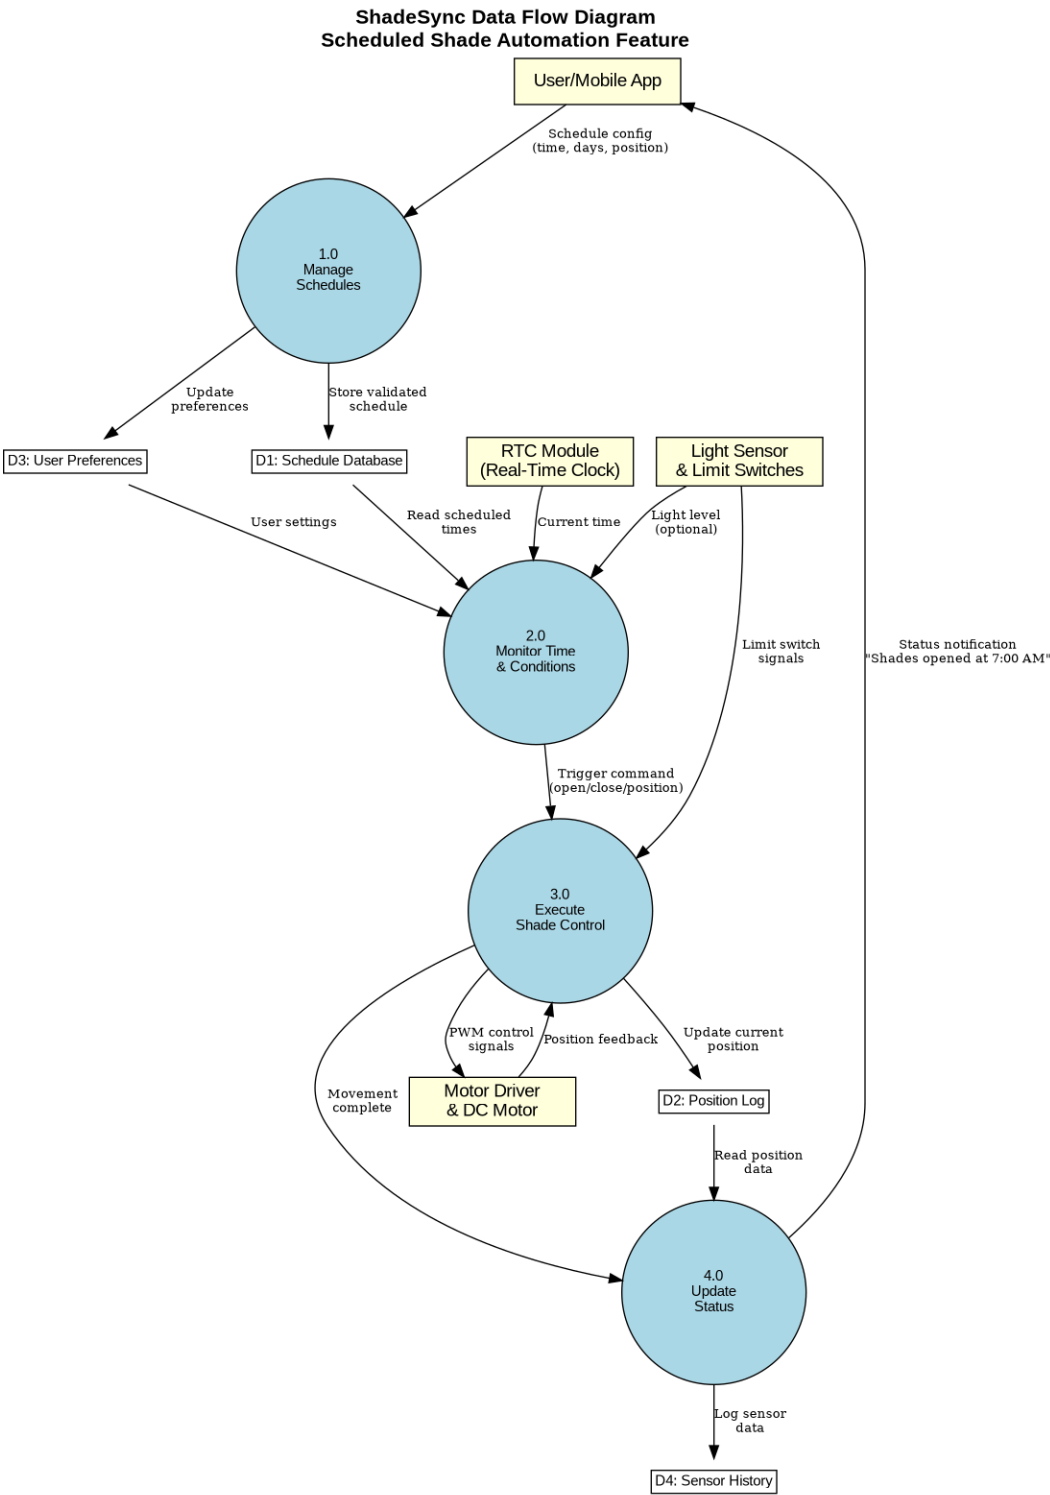 ShadeSync Data Flow Diagram
Scheduled Shade Automation Feature
User/Mobile App
Schedule config
(time, days, position)
1.0
Manage
Schedules
Update
preferences
Store validated
schedule
D3: User Preferences
D1: Schedule Database
RTC Module
(Real-Time Clock)
Light Sensor
& Limit Switches
User settings
Read scheduled
times
Current time
Light level
(optional)
2.0
Monitor Time
& Conditions
Limit switch
signals
Status notification
"Shades opened at 7:00 AM"
Trigger command
(open/close/position)
3.0
Execute
Shade Control
PWM control
signals
Position feedback
Update current
position
Movement
complete
Motor Driver
& DC Motor
D2: Position Log
Read position
data
4.0
Update
Status
Log sensor
data
D4: Sensor History